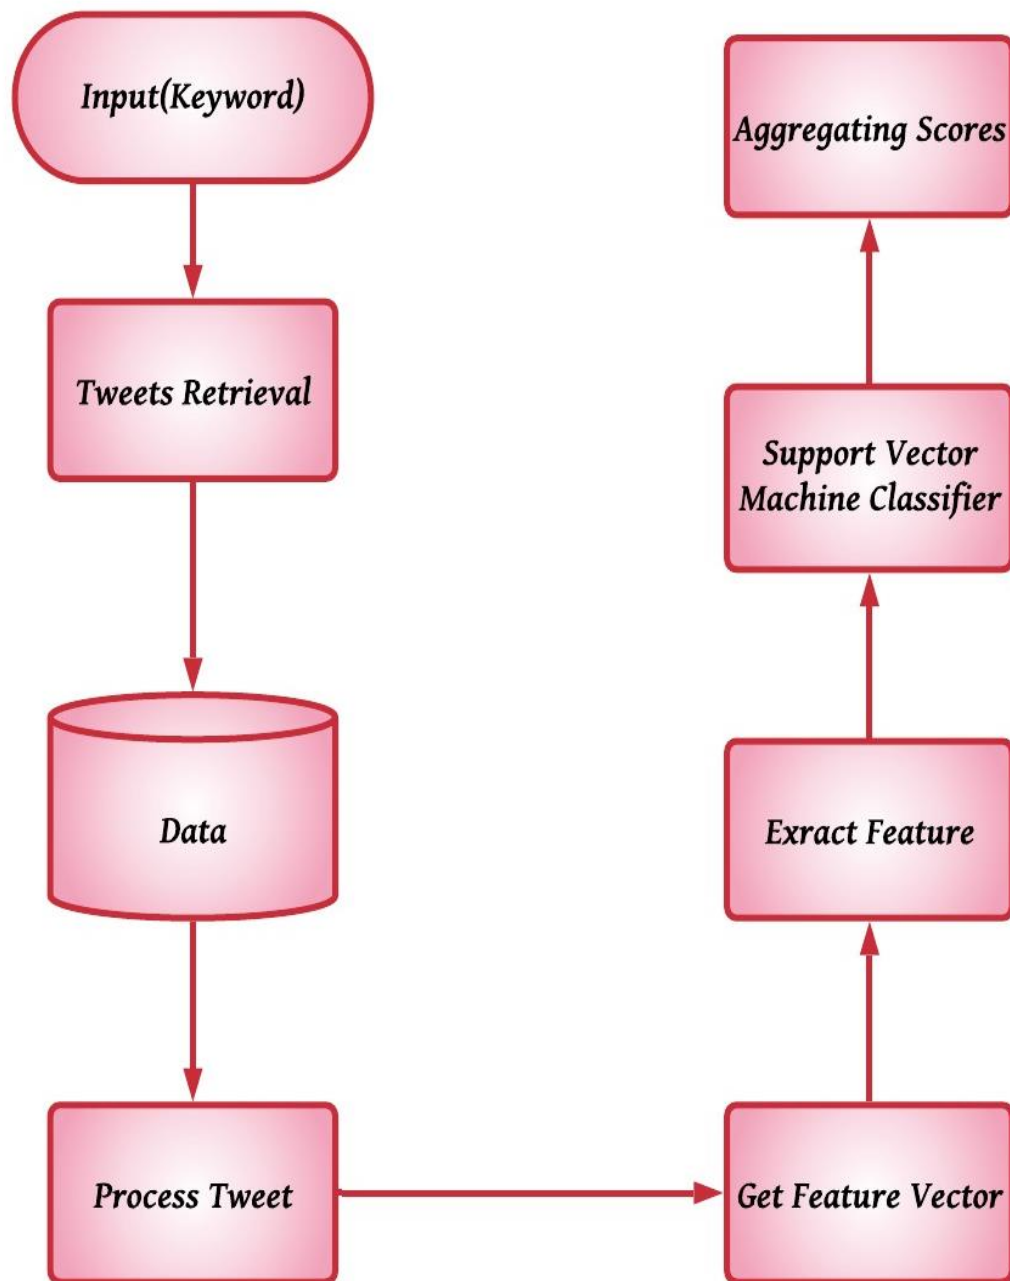 Input(Keyword)
Tweets Retrieval
Data
Process Tweet
Get Feature Vector
Exract Feature
Support Vector
Machine Classifier
Aggregating Scores